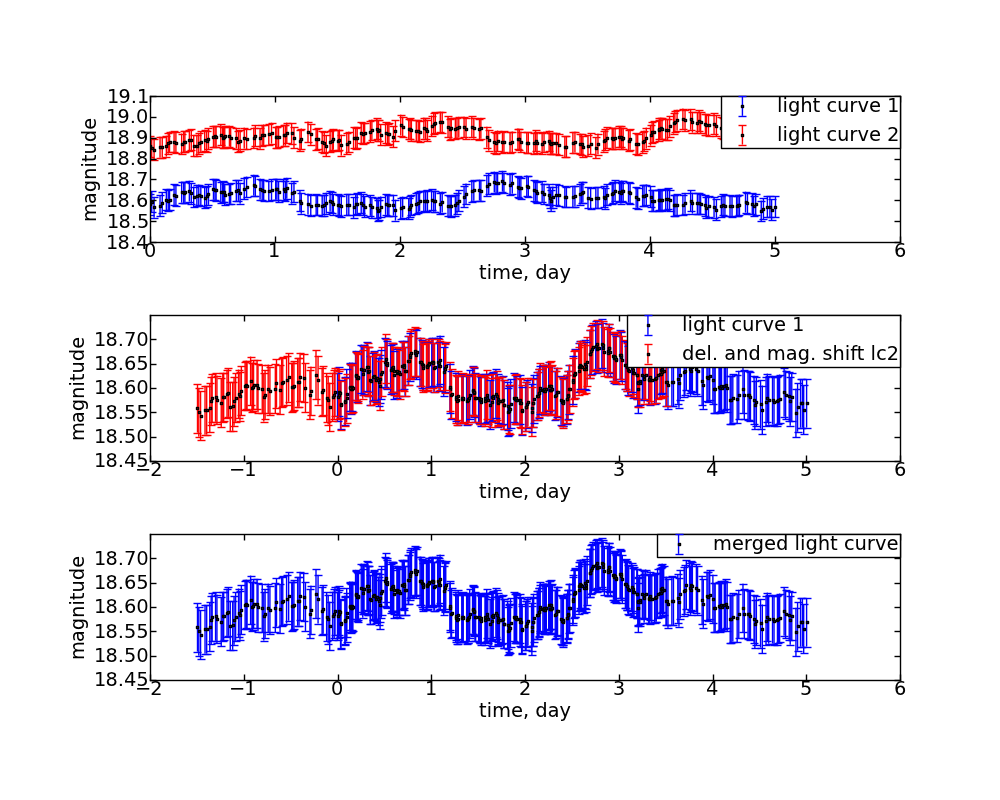 19.1
19.0
18.9
18.8
18.7
18.6
18.5
18.4
magnitude
light curve 1
light curve 2
0 1 2 3 4 5 6
time, day
18.70
18.65
18.60
18.55
18.50
18.45
magnitude
light curve 1
del. and mag. shift lc2
−2 −1 0 1 2 3 4 5 6
time, day
18.70
18.65
18.60
18.55
18.50
18.45
magnitude
merged light curve
−2 −1 0 1 2 3 4 5 6
time, day